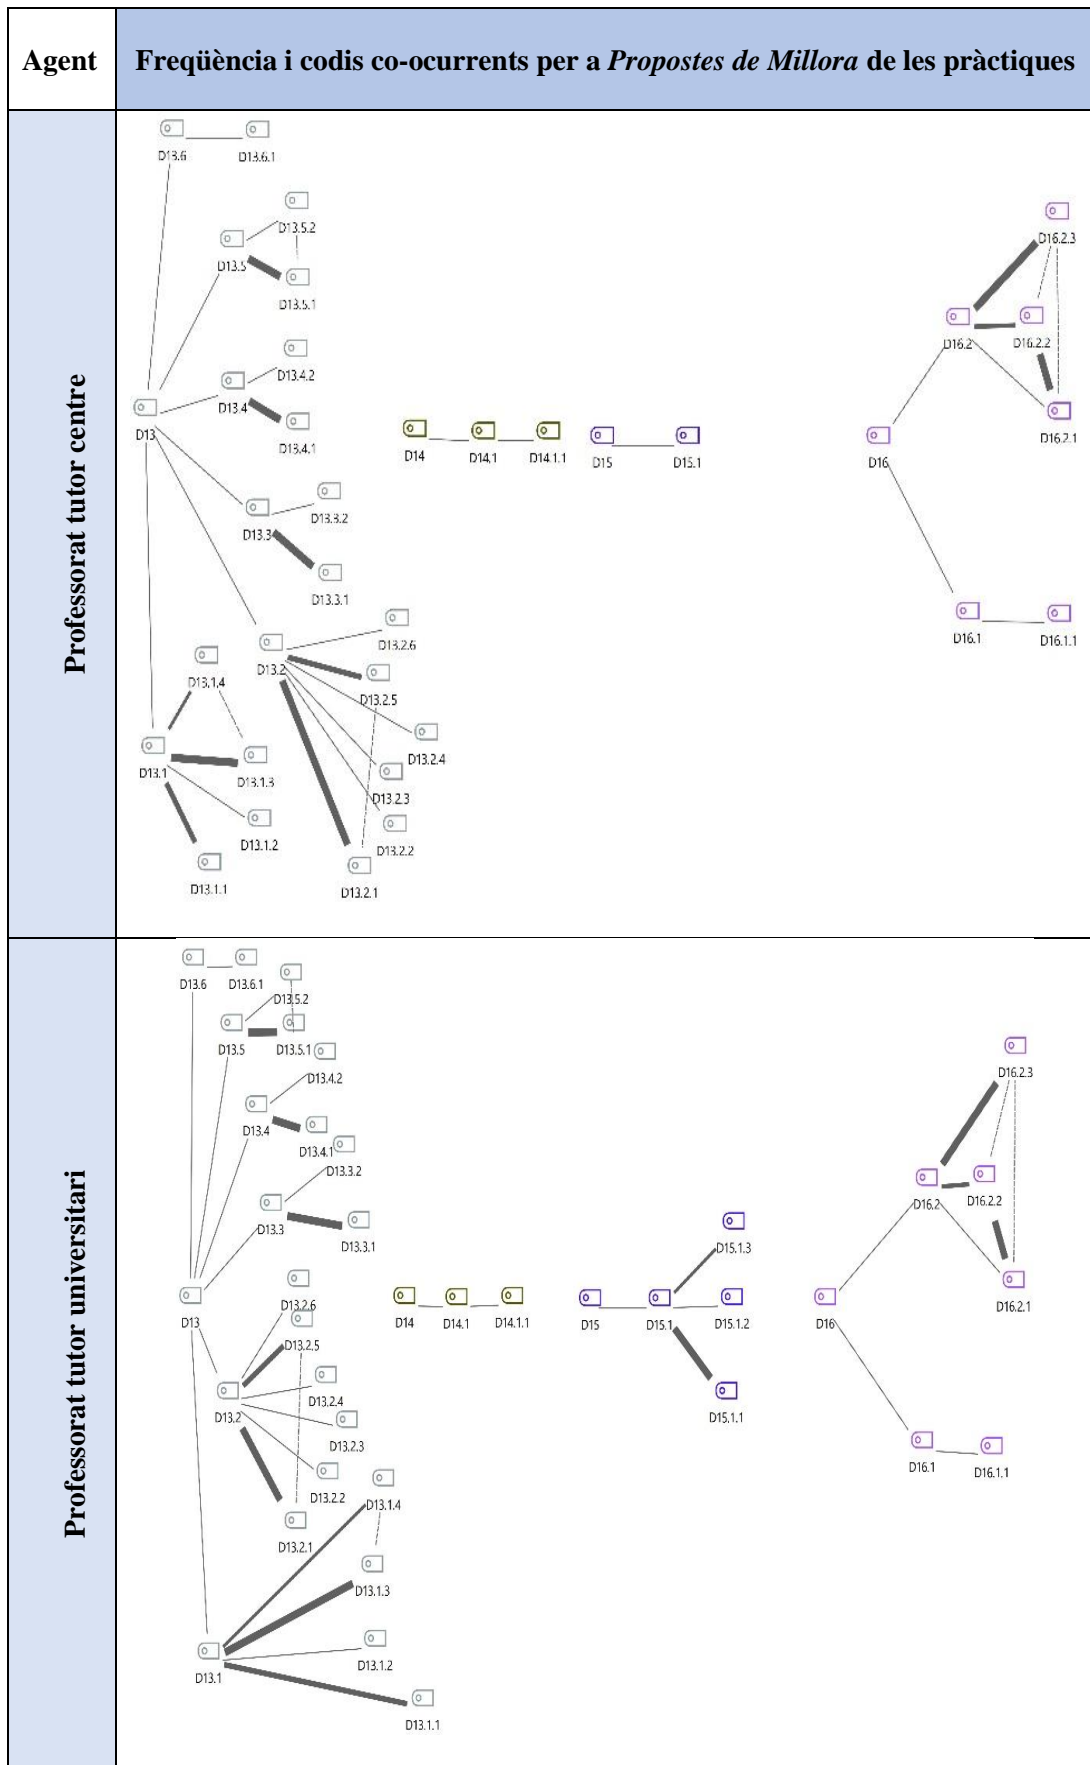 Agent
Freqüència i codis co-ocurrents per a Propostes de Millora de les pràctiques
Professorat tutor centre
D13.6
D13.6.1
D13.5.2
D13.5
D13.5.1
D13.4.2
D13.4
D13.4.1
D13
D13.3.2
D13.3
D13.3.1
D13.2.6
D13.2
D13.2.5
D13.1.4
D13.2.4
D13.1
D13.1.3
D13.2.3
D13.1.2
D13.2.2
D13.1.1
D13.2.1
D14
D14.1
D14.1.1
D15
D15.1
D16.2.3
D16.2
D16.2.2
D16.2.1
D16
D16.1
D16.1.1
Professorat tutor universitari
D13.6
D13.6.1
D13.5.2
D13.5
D13.5.1
D13.4.2
D13.4
D13.4.1
D13.3.2
D13.3
D13.3.1
D13
D13.2.6
D13.2.5
D13.2.4
D13.2
D13.2.3
D13.2.2
D13.1.4
D13.2.1
D13.1.3
D13.1.2
D13.1
D13.1.1
D14
D14.1
D14.1.1
D15.1.3
D15
D15.1
D15.1.2
D15.1.1
D16.2.3
D16.2
D16.2.2
D16.2.1
D16
D16.1
D16.1.1